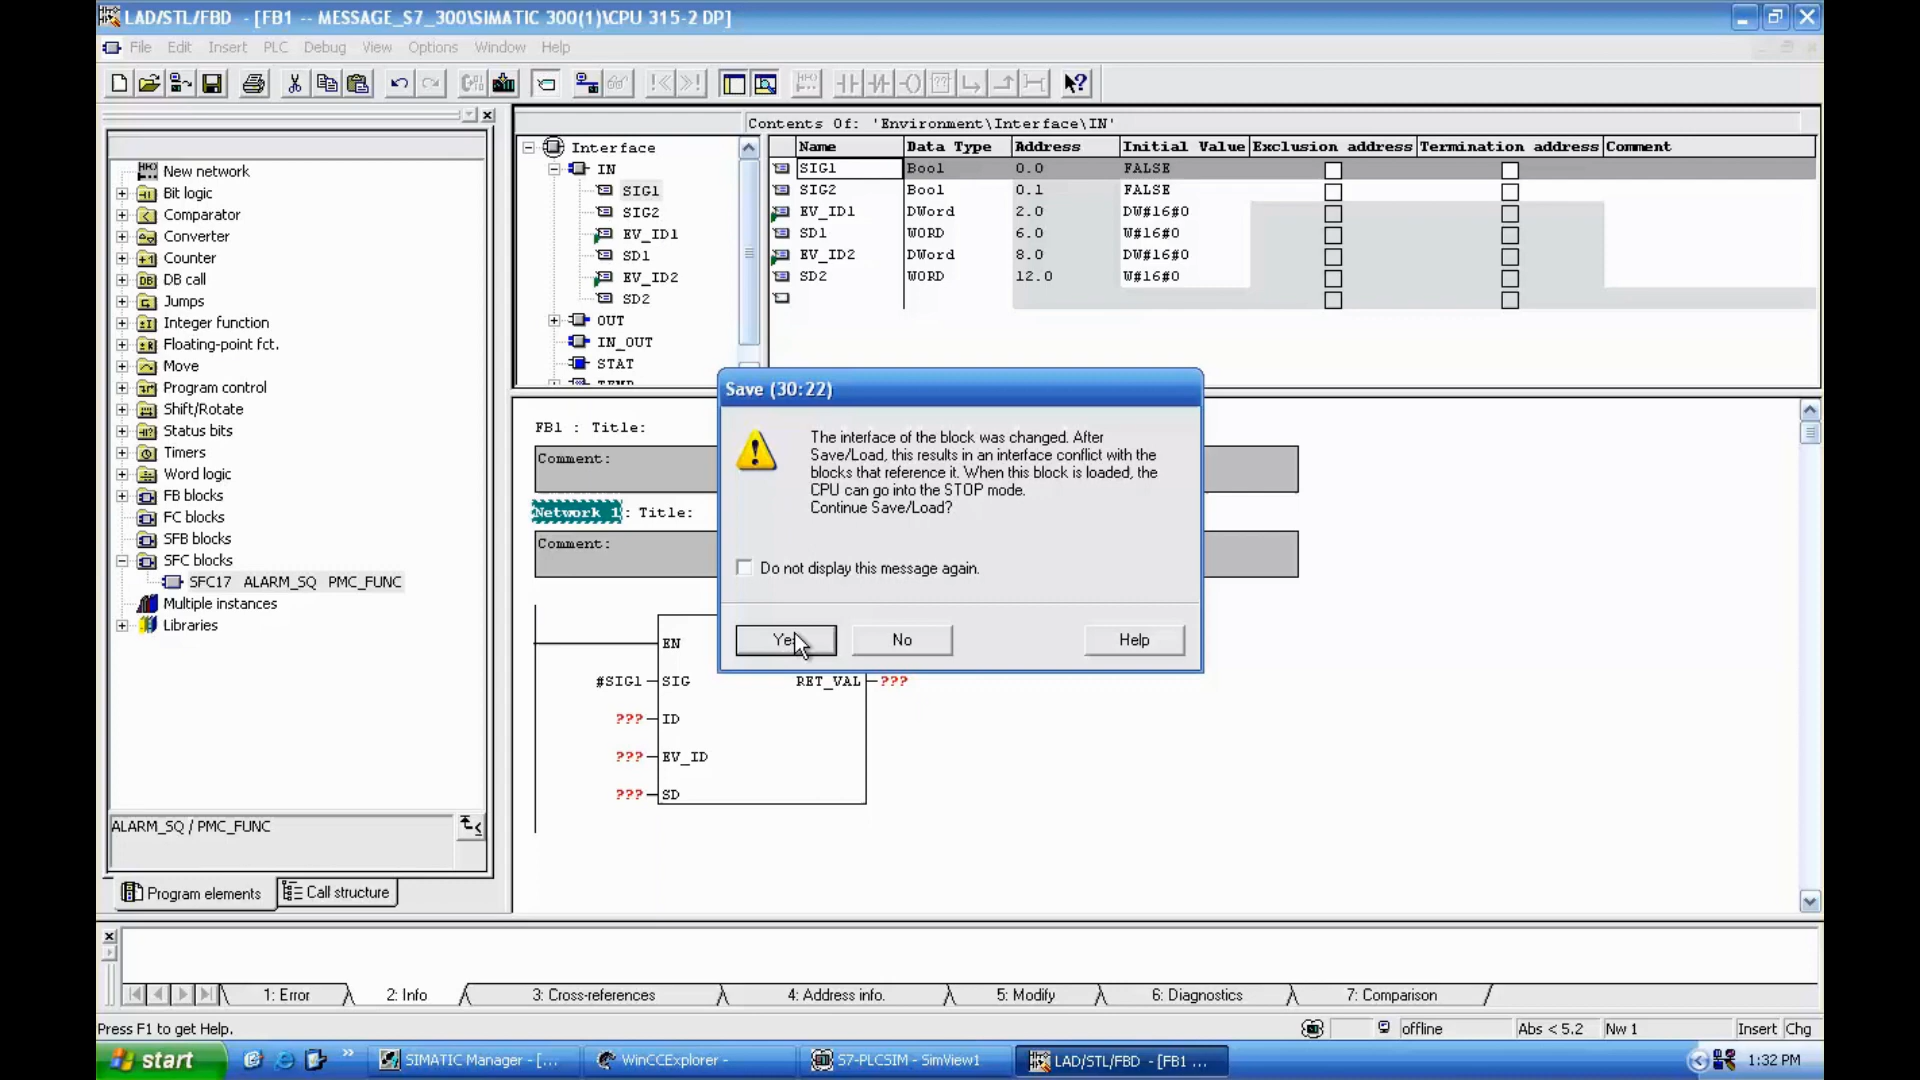 LAD/STL/FBD - [FB1 -- MESSAGE_S7_300\SIMATIC 300(1)\CPU 315-2 DP]
File Edit Insert PLC Debug View Options Window Help
New network
Bit logic
Comparator
Converter
Counter
DB call
Jumps
Integer function
Floating-point fct.
Move
Program control
Shift/Rotate
Status bits
Timers
Word logic
FB blocks
FC blocks
SFB blocks
SFC blocks
SFC17 ALARM_SQ PMC_FUNC
Multiple instances
Libraries
ALARM_SQ / PMC_FUNC
Program elements
Call structure
Interface
IN
SIG1
SIG2
EV_ID1
SD1
EV_ID2
SD2
OUT
IN_OUT
STAT
Contents Of: 'Environment\Interface\IN'
Name Data Type Address Initial Value Exclusion address Termination address Comment
SIG1 Bool 0.0 FALSE
SIG2 Bool 0.1 FALSE
EV_ID1 DWord 2.0 DW#16#0
SD1 WORD 6.0 W#16#0
EV_ID2 DWord 8.0 DW#16#0
SD2 WORD 12.0 W#16#0
FB1 : Title:
Comment:
Network 1: Title:
Comment:
EN
#SIG1 SIG RET_VAL ???
??? ID
??? EV_ID
??? SD
Save (30:22)
The interface of the block was changed. After
Save/Load, this results in an interface conflict with the
blocks that reference it. When this block is loaded, the
CPU can go into the STOP mode.
Continue Save/Load?
Do not display this message again.
No
Help
1: Error 2: Info 3: Cross-references 4: Address info. 5: Modify 6: Diagnostics 7: Comparison
Press F1 to get Help.
offline Abs < 5.2 Nw 1 Insert Chg
start SIMATIC Manager - [... WinCCExplorer - S7-PLCSIM - SimView1 LAD/STL/FBD - [FB1 ... 1:32 PM